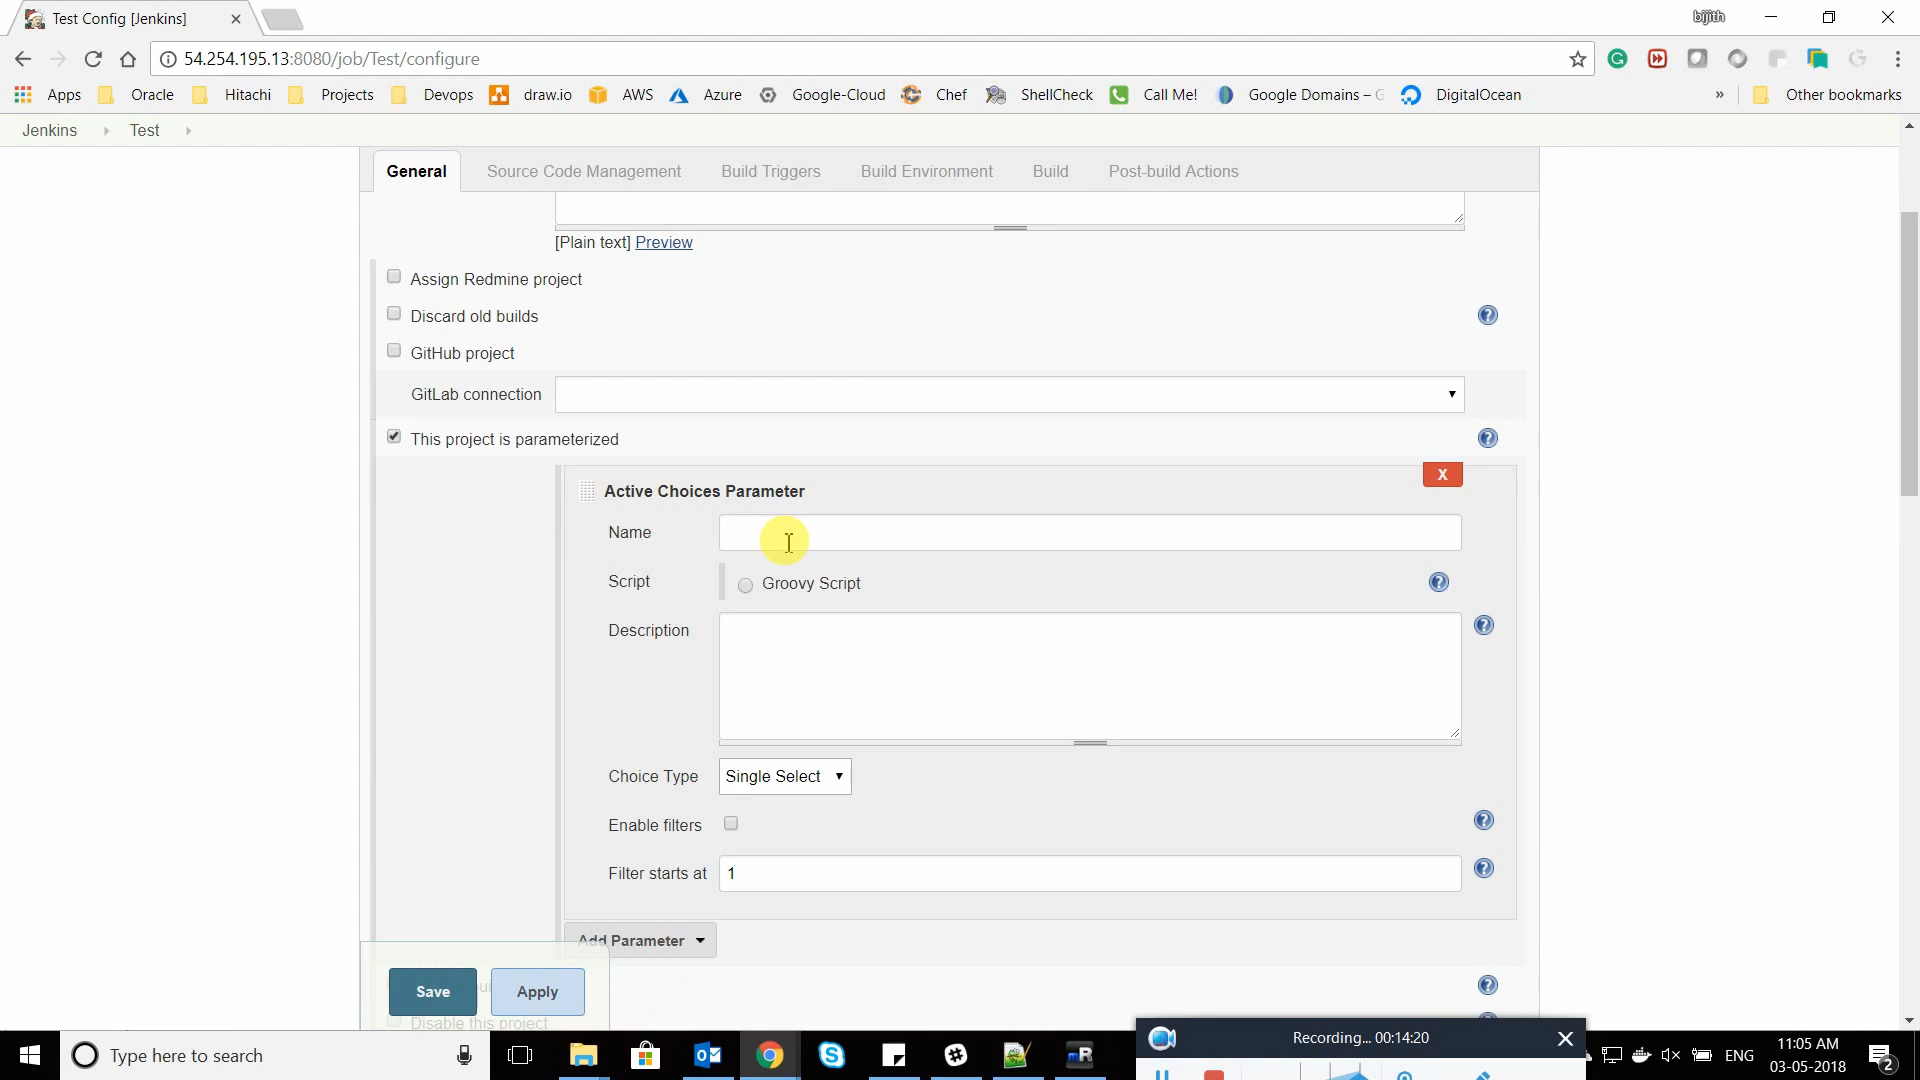 Test Config [Jenkins]
bijith
54.254.195.13:8080/job/Test/configure
Apps Oracle Hitachi Projects Devops draw.io AWS Azure Google-Cloud Chef ShellCheck Call Me! Google Domains – G DigitalOcean » Other bookmarks
Jenkins Test
General Source Code Management Build Triggers Build Environment Build Post-build Actions
[Plain text] Preview
Assign Redmine project
Discard old builds
GitHub project
GitLab connection
This project is parameterized
X
Active Choices Parameter
Name
Script Groovy Script
Description
Choice Type Single Select
Enable filters
Filter starts at 1
Add Parameter
Save Apply
Disable this project
Type here to search
Recording... 00:14:20
ENG
11:05 AM
03-05-2018
2